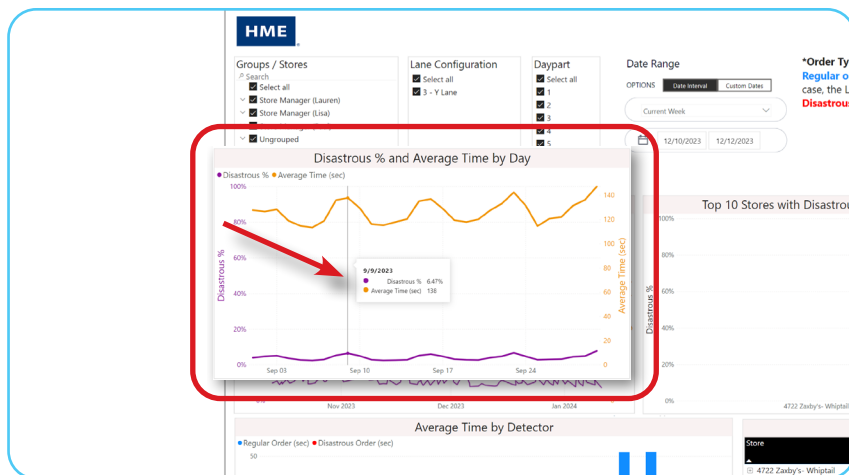 HME
Groups / Stores
Search
Select all
Store Manager (Lauren)
Store Manager (Lisa)
Ungrouped
Lane Configuration
Select all
3 - Y Lane
Daypart
Select all
1
2
3
4
5
Date Range
OPTIONS
Date Interval
Custom Dates
Current Week
12/10/2023
12/12/2023
*Order Ty
Regular o
case, the L
Disastrous
Disastrous % and Average Time by Day
Disastrous % Average Time (sec)
100%
80%
60%
40%
20%
0%
Disastrous %
140
120
100
80
60
40
20
0
Average Time (sec)
9/9/2023
Disastrous % 6.47%
Average Time (sec) 138
Sep 03
Sep 10
Sep 17
Sep 24
Nov 2023
Dec 2023
Jan 2024
Top 10 Stores with Disastrou
100%
80%
60%
40%
20%
0%
Disastrous %
4722 Zaxby's- Whiptail
Average Time by Detector
Regular Order (sec) Disastrous Order (sec)
50
Store
4722 Zaxby's- Whiptail